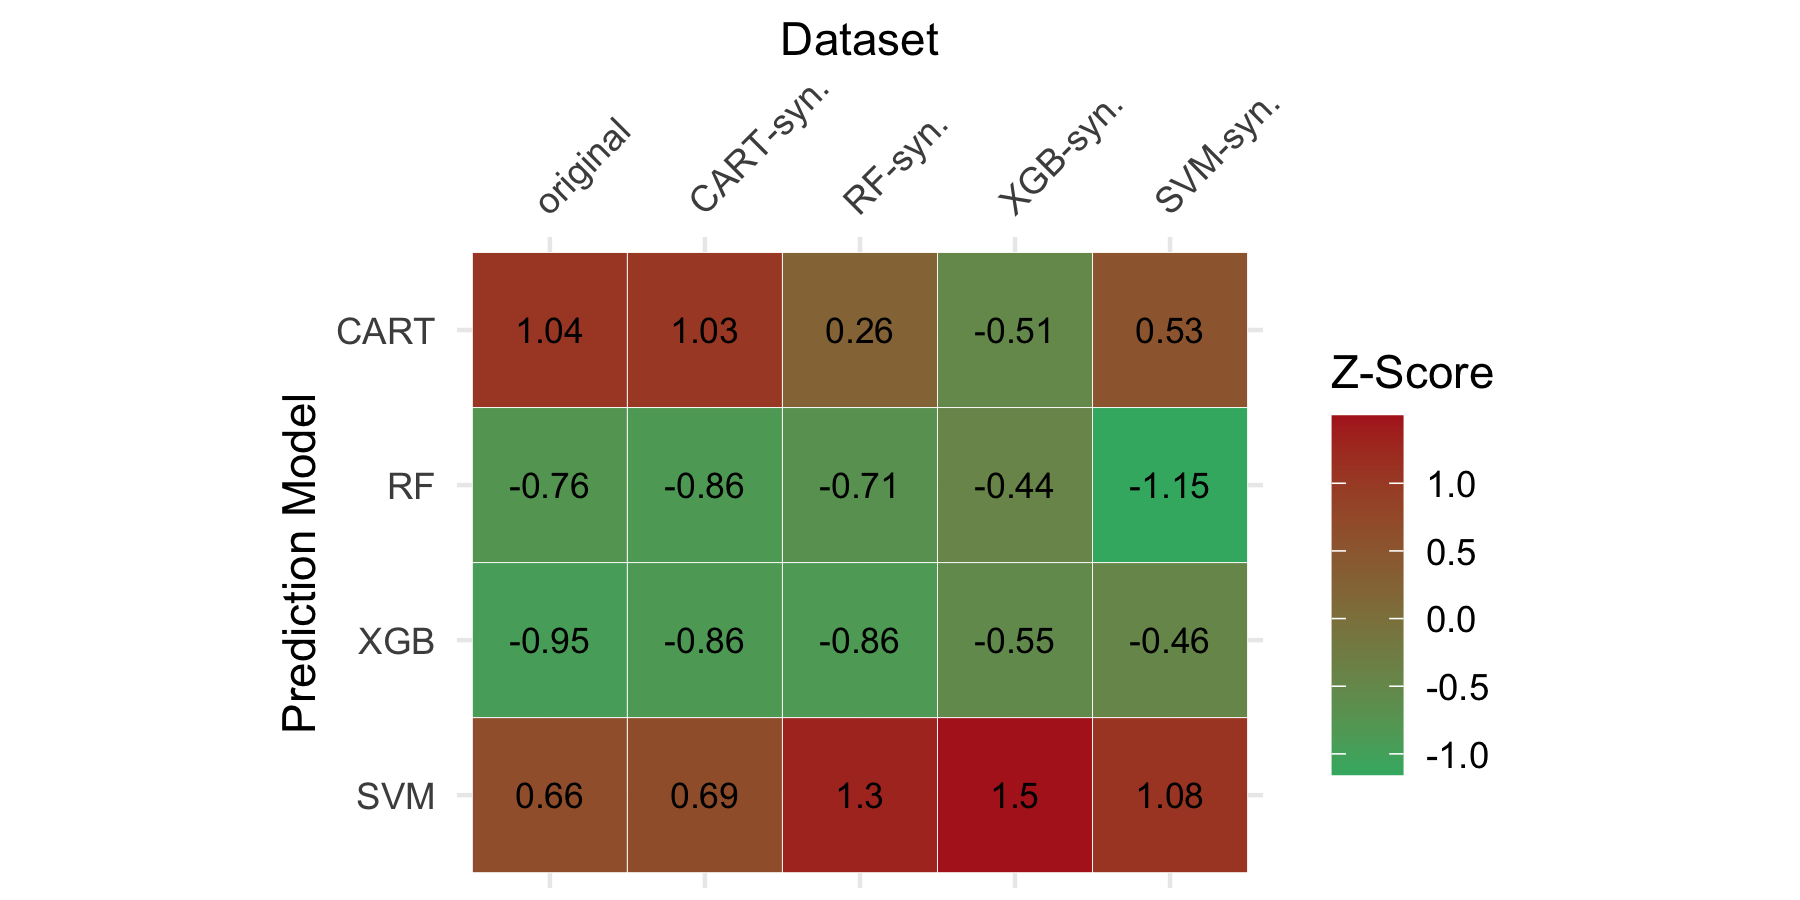 Dataset
original CART-syn. RF-syn. XGB-syn. SVM-syn.
Prediction Model
CART 1.04 1.03 0.26 -0.51 0.53
RF -0.76 -0.86 -0.71 -0.44 -1.15
XGB -0.95 -0.86 -0.86 -0.55 -0.46
SVM 0.66 0.69 1.3 1.5 1.08
Z-Score
1.0
0.5
0.0
-0.5
-1.0